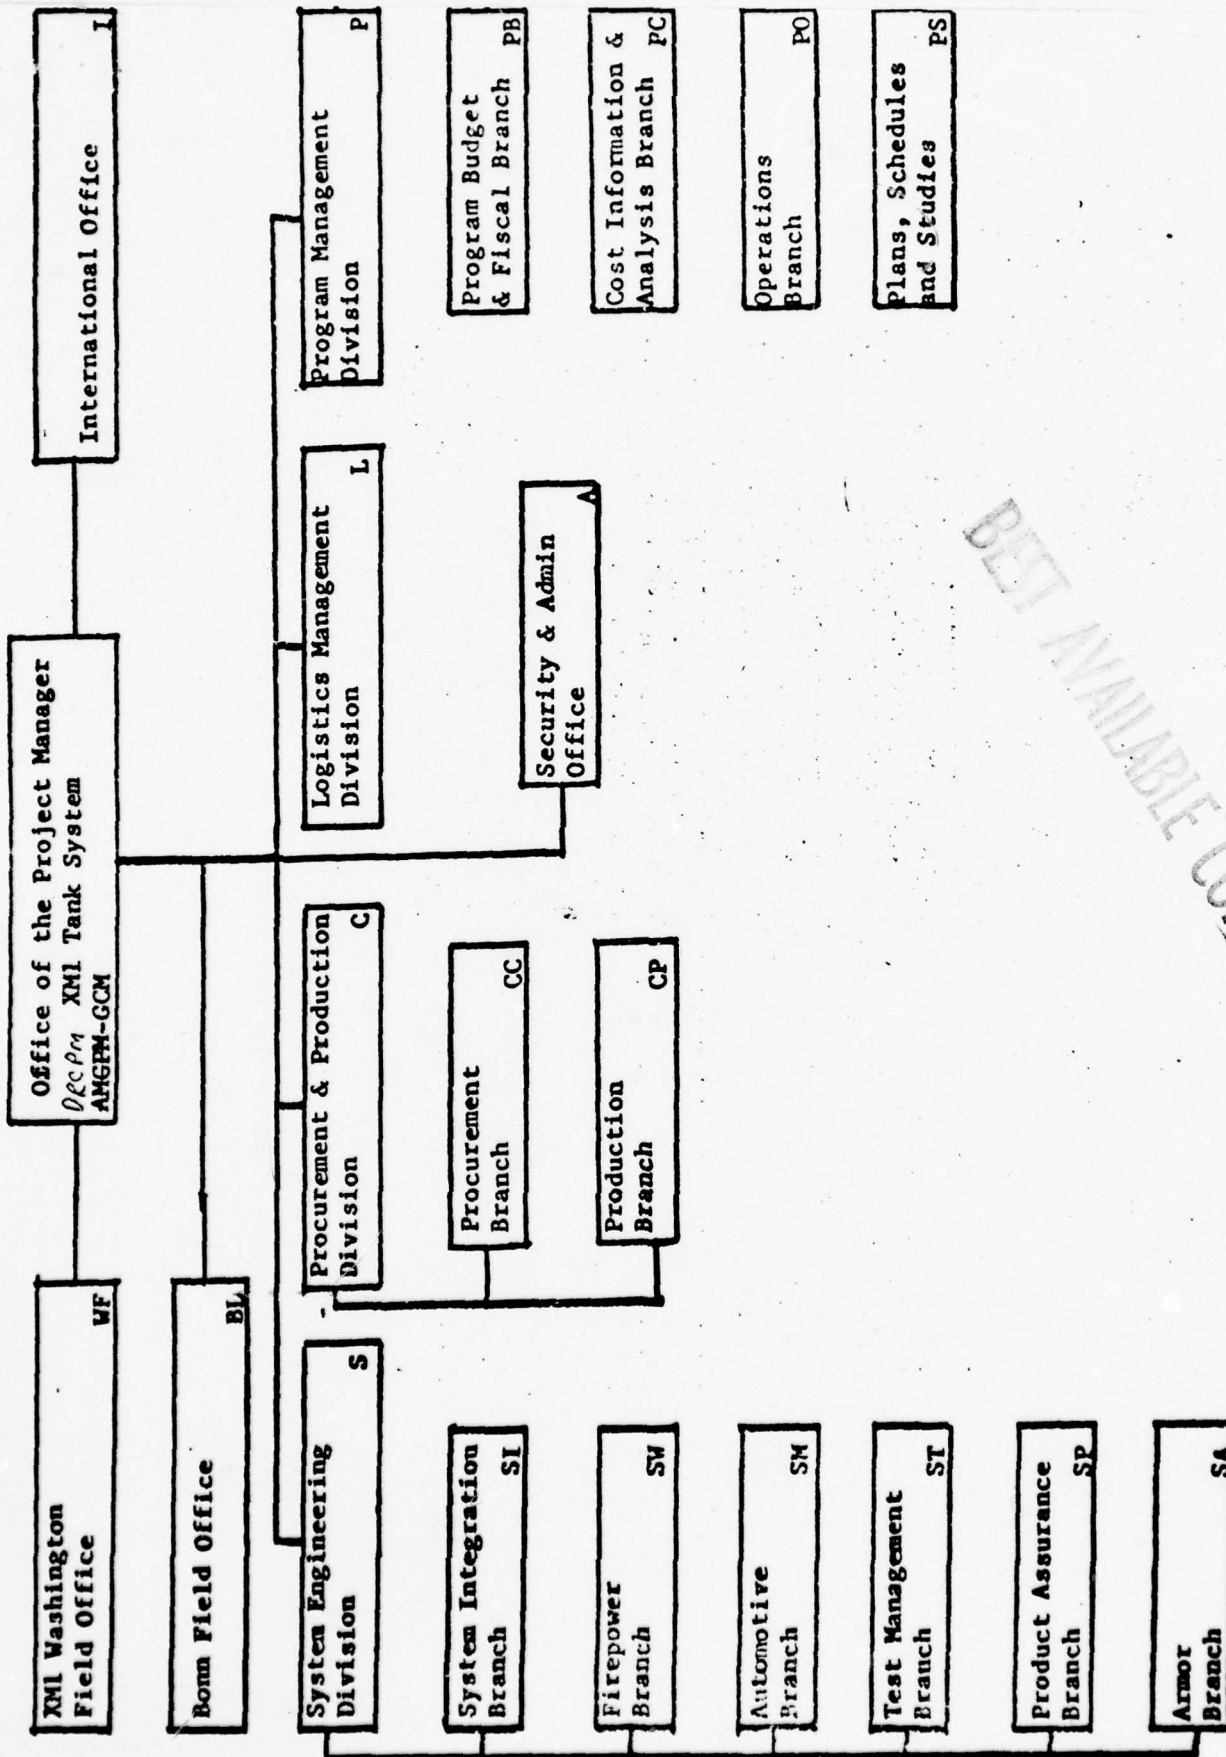 Office of the Project Manager
DRCPM XM1 Tank System
AMGPM-GCM
XM1 Washington
Field Office
WF
International Office
I
Bonn Field Office
BL
System Engineering
Division
S
Procurement & Production
Division
C
Logistics Management
Division
L
Program Management
Division
P
System Integration
Branch
SI
Procurement
Branch
CC
Security & Admin
Office
A
Program Budget
& Fiscal Branch PB
Firepower
Branch
SW
Production
Branch
CP
Cost Information &
Analysis Branch PC
Automotive
Branch
SM
Operations
Branch
PO
Test Management
Branch
ST
Plans, Schedules
and Studies
PS
Product Assurance
Branch
SP
Armor
Branch
SA
BEST AVAILABLE